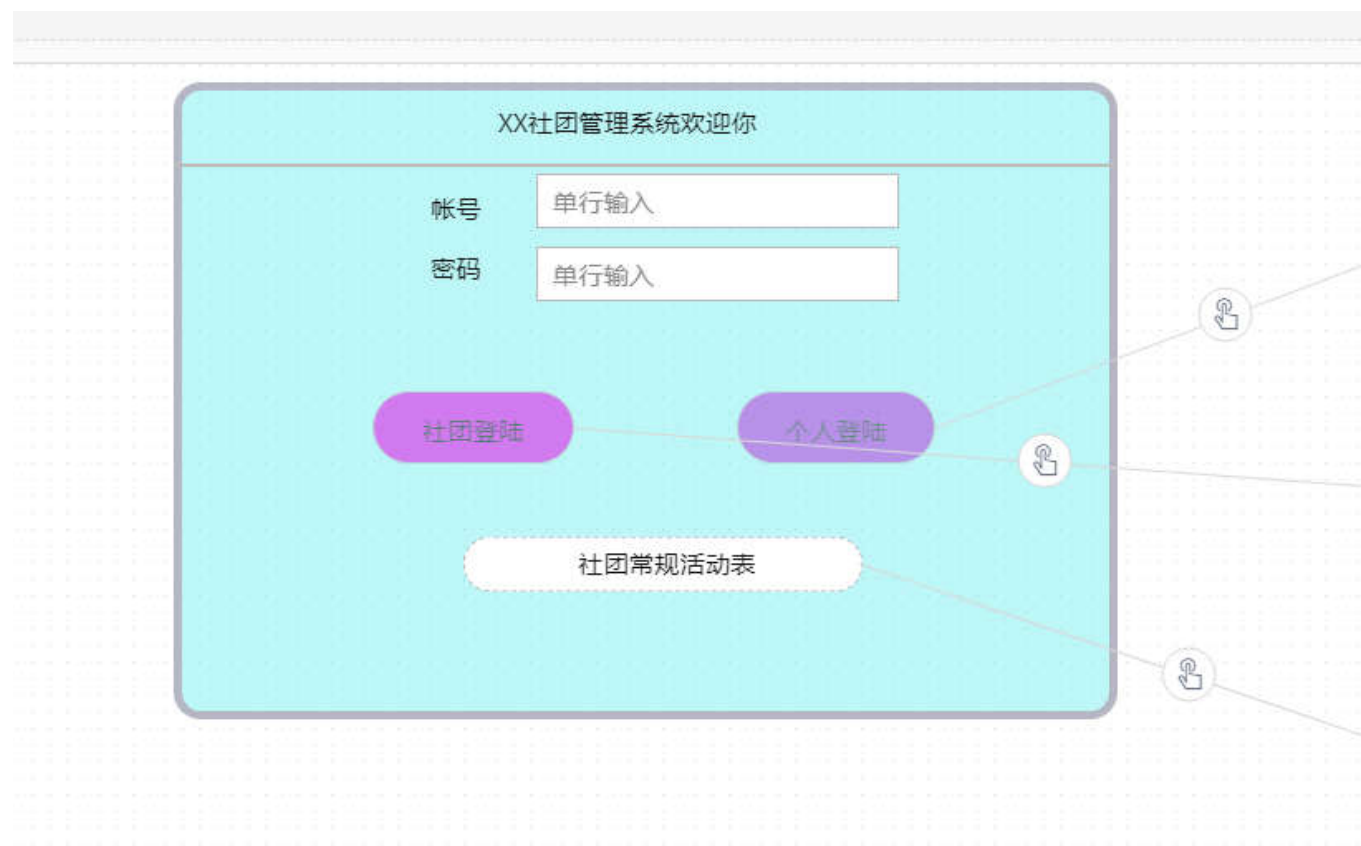 XX社团管理系统欢迎你
帐号
单行输入
密码
单行输入
社团登陆
个人登陆
社团常规活动表